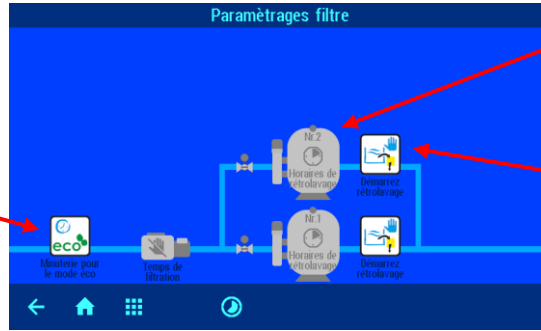 Paramètrages filtre
Nr.2
Horaires de
rétrolavage
Démarrez
rétrolavage
Nr.1
Horaires de
rétrolavage
Démarrez
rétrolavage
eco
Minuterie pour
le mode éco
Temps de
filtration